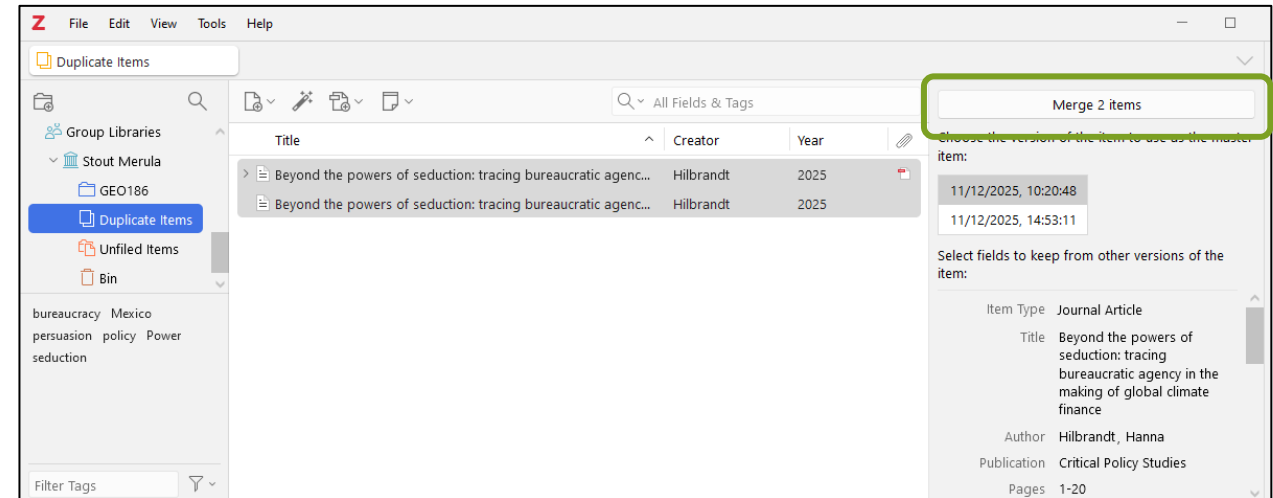 Z File Edit View Tools Help
Duplicate Items
All Fields & Tags
Merge 2 items
Group Libraries
Title Creator Year
Choose the version of the item to use as the master
item:
Stout Merula
Beyond the powers of seduction: tracing bureaucratic agenc... Hilbrandt 2025
GEO186
11/12/2025, 10:20:48
Duplicate Items
Beyond the powers of seduction: tracing bureaucratic agenc... Hilbrandt 2025
11/12/2025, 14:53:11
Unfiled Items
Select fields to keep from other versions of the
item:
Bin
bureaucracy Mexico
persuasion policy Power
seduction
Item Type Journal Article
Title Beyond the powers of
seduction: tracing
bureaucratic agency in the
making of global climate
finance
Author Hilbrandt, Hanna
Publication Critical Policy Studies
Pages 1-20
Filter Tags